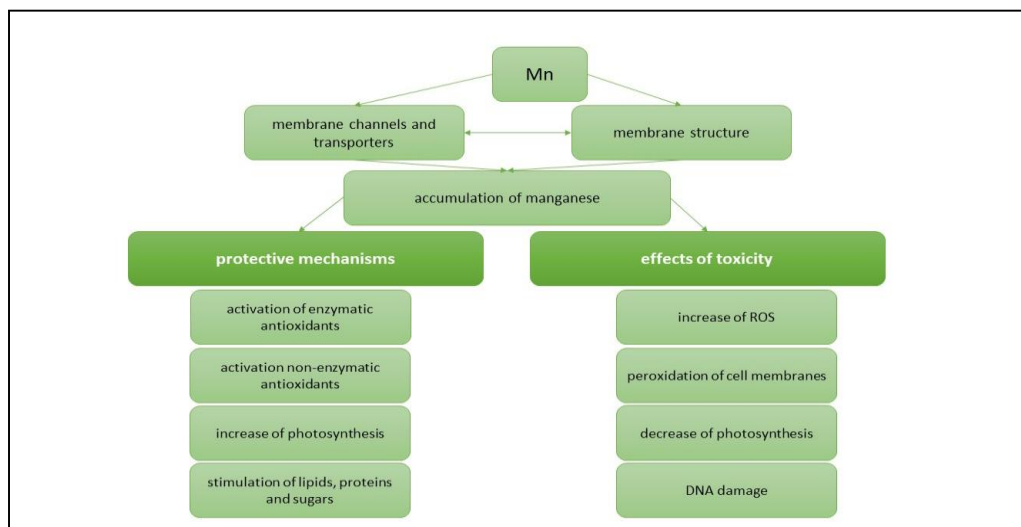 Mn
membrane channels and
transporters
membrane structure
accumulation of manganese
protective mechanisms
effects of toxicity
activation of enzymatic
antioxidants
increase of ROS
activation non-enzymatic
antioxidants
peroxidation of cell membranes
increase of photosynthesis
decrease of photosynthesis
stimulation of lipids, proteins
and sugars
DNA damage